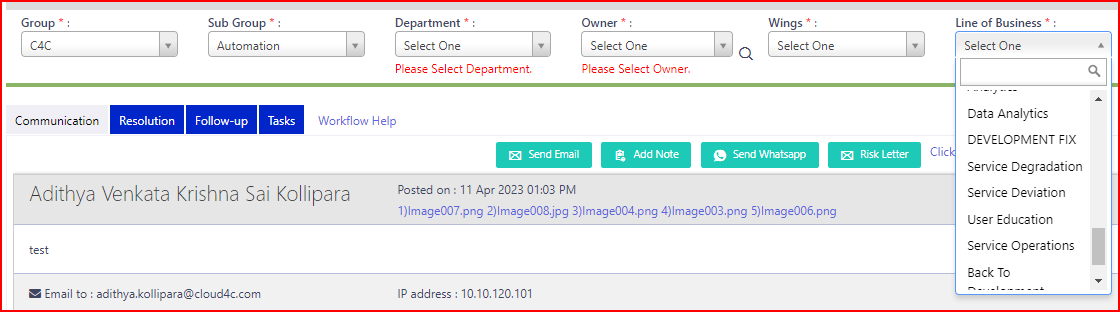 Group * :
Sub Group * :
Department * :
Owner * :
Wings * :
Line of Business * :
C4C
Automation
Select One
Select One
Select One
Select One
Please Select Department.
Please Select Owner.
Analytics
Data Analytics
DEVELOPMENT FIX
Service Degradation
Service Deviation
User Education
Service Operations
Back To
Development
Communication
Resolution
Follow-up
Tasks
Workflow Help
Send Email
Add Note
Send Whatsapp
Risk Letter
Click
Adithya Venkata Krishna Sai Kollipara
Posted on : 11 Apr 2023 01:03 PM
1)Image007.png 2)Image008.jpg 3)Image004.png 4)Image003.png 5)Image006.png
test
Email to : adithya.kollipara@cloud4c.com
IP address : 10.10.120.101